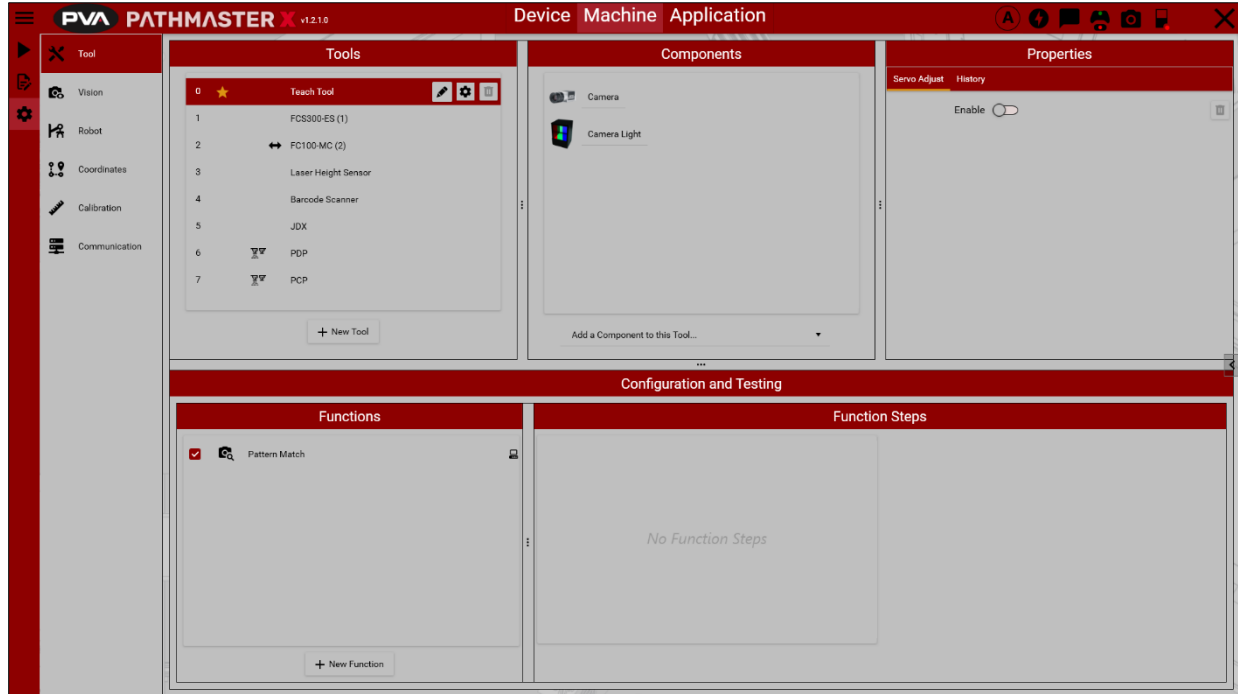 PVA PATHMASTER X v1.2.1.0
Device Machine Application
A
Tool
Vision
Robot
Coordinates
Calibration
Communication
Tools
0 Teach Tool
1 FCS300-ES (1)
2 FC100-MC (2)
3 Laser Height Sensor
4 Barcode Scanner
5 JDX
6 PDP
7 PCP
+ New Tool
Components
Camera
Camera Light
Add a Component to this Tool...
Properties
Servo Adjust History
Enable
Configuration and Testing
Functions
Pattern Match
+ New Function
Function Steps
No Function Steps